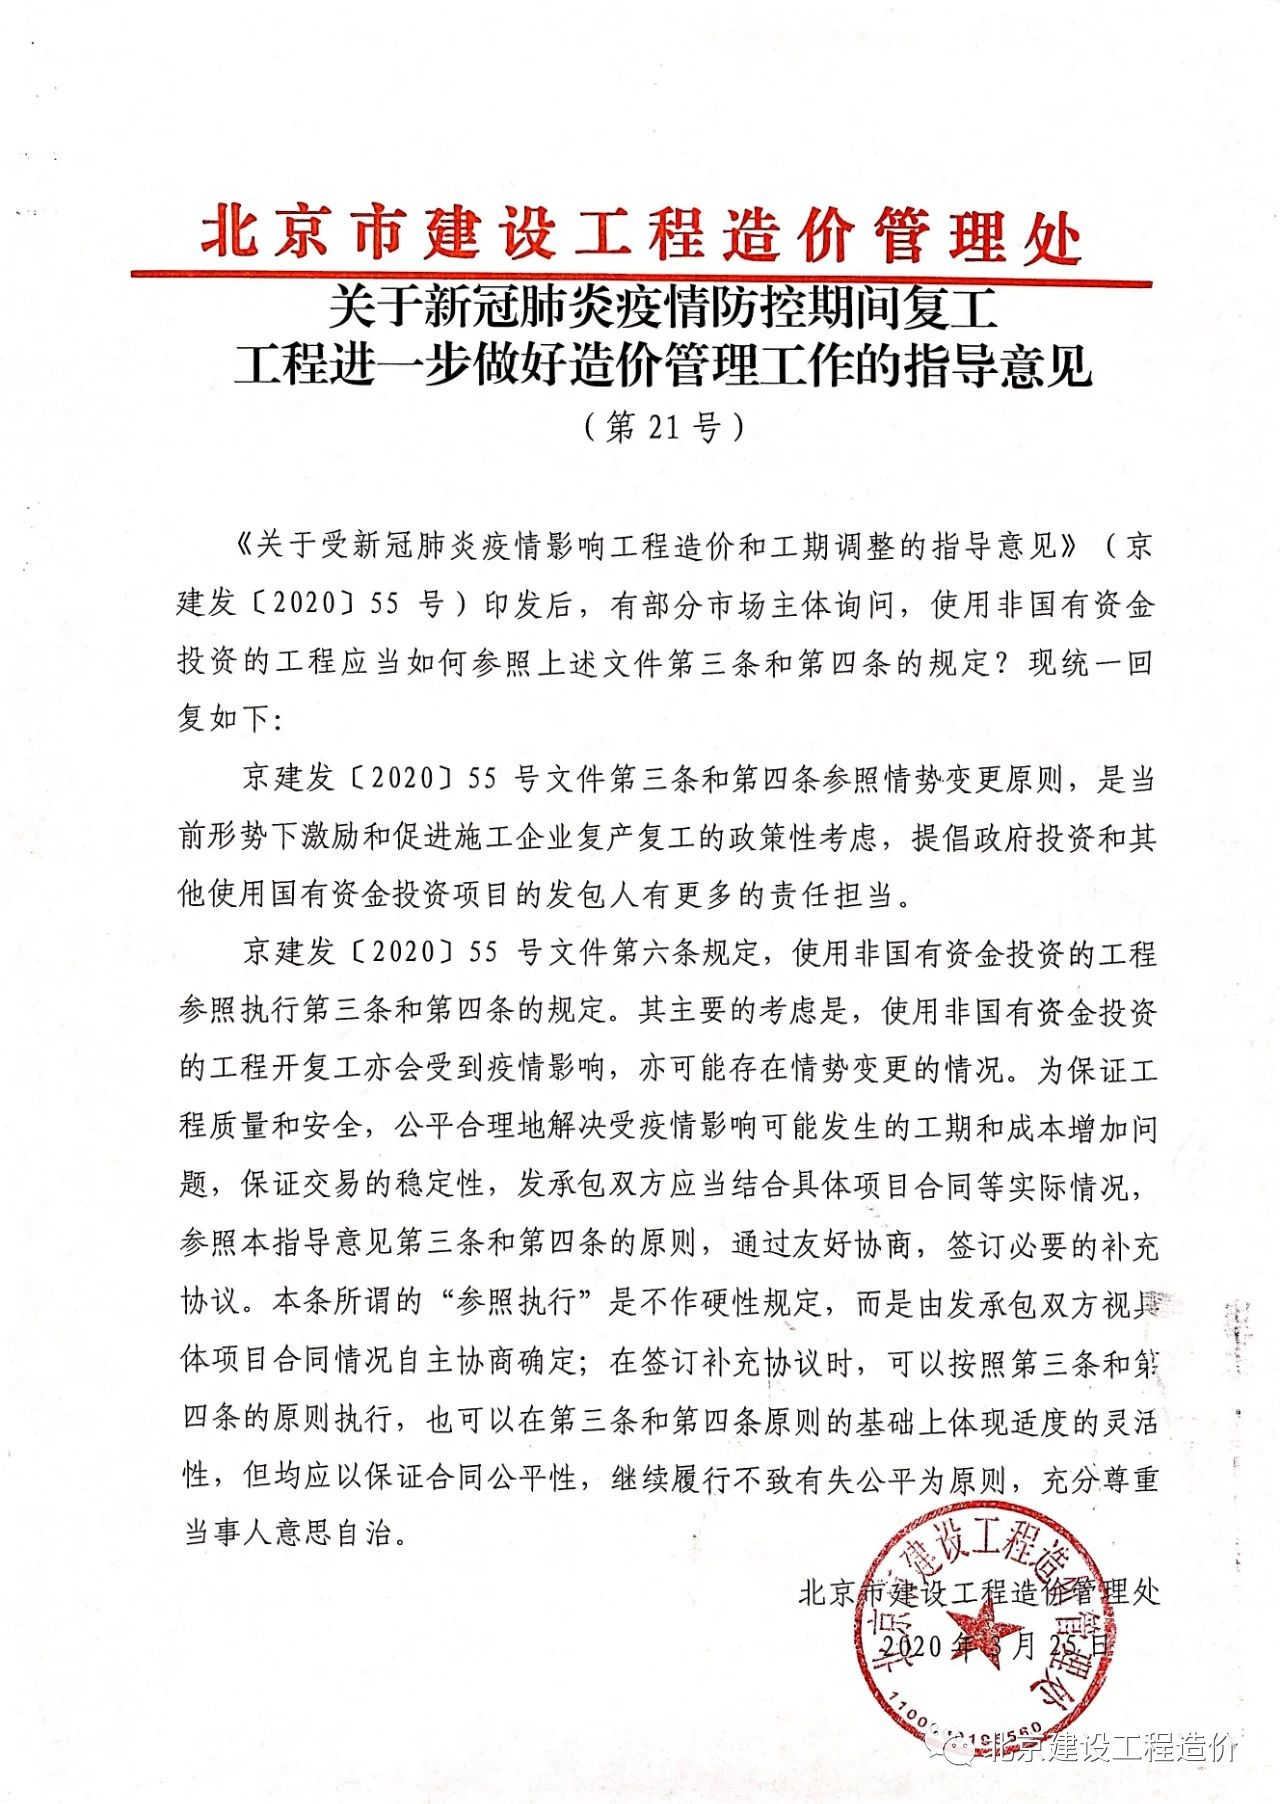 北京市建设工程造价管理处
关于新冠肺炎疫情防控期间复工
工程进一步做好造价管理工作的指导意见
（第 21 号）
《关于受新冠肺炎疫情影响工程造价和工期调整的指导意见》（京
建发〔2020〕55 号）印发后，有部分市场主体询问，使用非国有资金
投资的工程应当如何参照上述文件第三条和第四条的规定？现统一回
复如下：
京建发〔2020〕55 号文件第三条和第四条参照情势变更原则，是当
前形势下激励和促进施工企业复产复工的政策性考虑，提倡政府投资和其
他使用国有资金投资项目的发包人有更多的责任担当。
京建发〔2020〕55 号文件第六条规定，使用非国有资金投资的工程
参照执行第三条和第四条的规定。其主要的考虑是，使用非国有资金投资
的工程开复工亦会受到疫情影响，亦可能存在情势变更的情况。为保证工
程质量和安全，公平合理地解决受疫情影响可能发生的工期和成本增加问
题，保证交易的稳定性，发承包双方应当结合具体项目合同等实际情况，
参照本指导意见第三条和第四条的原则，通过友好协商，签订必要的补充
协议。本条所谓的“参照执行”是不作硬性规定，而是由发承包双方视具
体项目合同情况自主协商确定；在签订补充协议时，可以按照第三条和第
四条的原则执行，也可以在第三条和第四条原则的基础上体现适度的灵活
性，但均应以保证合同公平性，继续履行不致有失公平为原则，充分尊重
当事人意思自治。
北京市建设工程造价管理处
2020 年 3 月 25 日
北京市建设工程造价管理处
北京建设工程造价